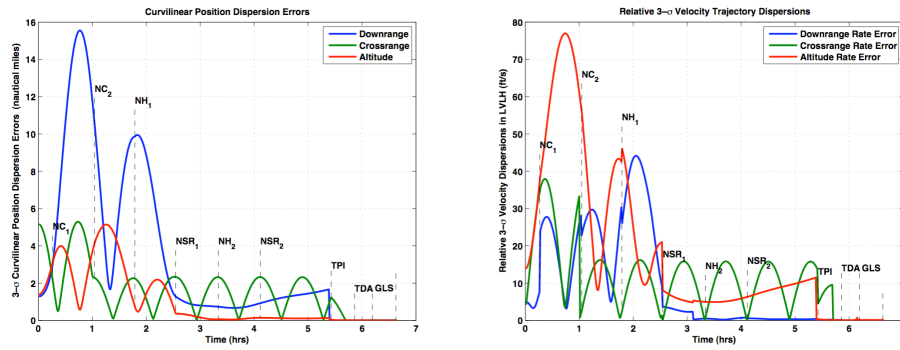 Curvilinear Position Dispersion Errors
3−σ Curvilinear Position Dispersion Errors (nautical miles)
16
14
12
10
8
6
4
2
0
Downrange
Crossrange
Altitude
NC1
NC2
NH1
NSR1
NH2
NSR2
TPI
TDA GLS
0 1 2 3 4 5 6 7
Time (hrs)
Relative 3−σ Velocity Trajectory Dispersions
Relative 3−σ Velocity Dispersions in LVLH (ft/s)
80
70
60
50
40
30
20
10
0
Downrange Rate Error
Crossrange Rate Error
Altitude Rate Error
NC1
NC2
NH1
NSR1
NH2
NSR2
TPI
TDA GLS
0 1 2 3 4 5 6
Time (hrs)